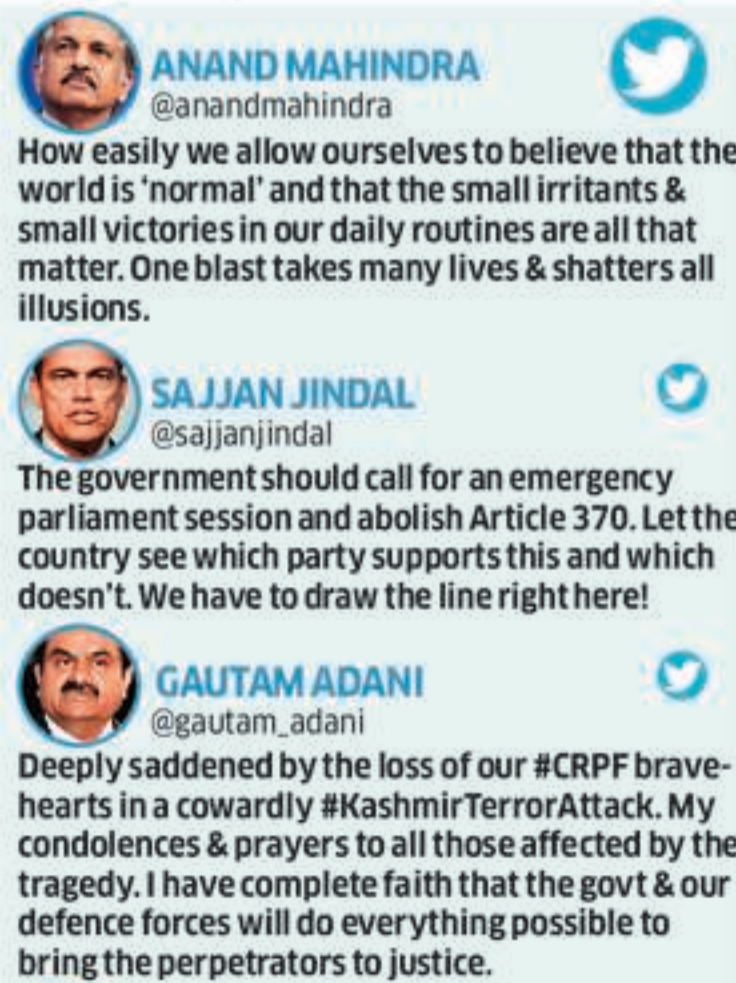 ANAND MAHINDRA
@anandmahindra
How easily we allow ourselves to believe that the
world is ‘normal’ and that the small irritants &
small victories in our daily routines are all that
matter. One blast takes many lives & shatters all
illusions.
SAJJAN JINDAL
@sajjanjindal
The government should call for an emergency
parliament session and abolish Article 370. Let the
country see which party supports this and which
doesn't. We have to draw the line right here!
GAUTAM ADANI
@gautam_adani
Deeply saddened by the loss of our #CRPF brave-
hearts in a cowardly #KashmirTerrorAttack. My
condolences & prayers to all those affected by the
tragedy. I have complete faith that the govt & our
defence forces will do everything possible to
bring the perpetrators to justice.